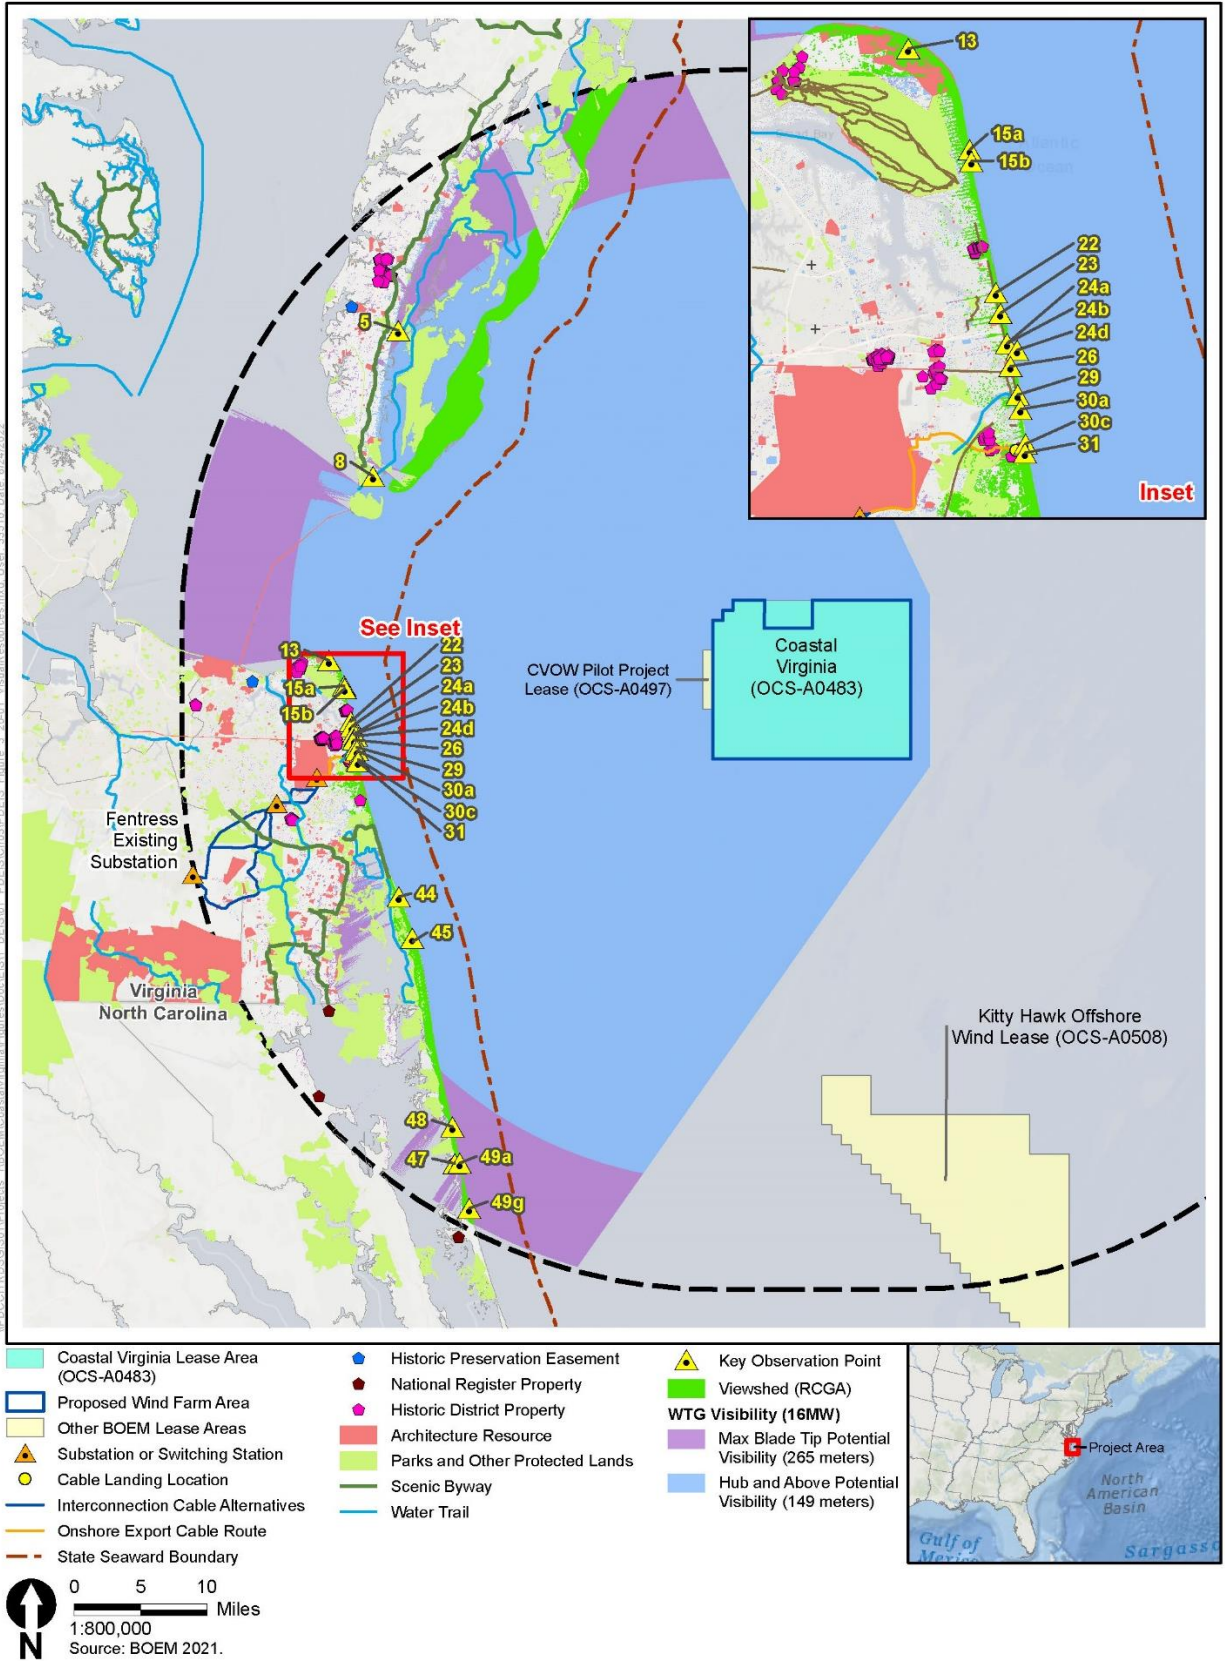 13
15a
15b
22
23
24a
24b
24d
26
29
30a
30c
31
Inset
5
8
See Inset
13
15a
15b
22
23
24a
24b
24d
26
29
30a
30c
31
CVOW Pilot Project
Lease (OCS-A0497)
Coastal
Virginia
(OCS-A0483)
Fentress
Existing
Substation
44
45
Virginia
North Carolina
Kitty Hawk Offshore
Wind Lease (OCS-A0508)
48
47
49a
49g
Coastal Virginia Lease Area
(OCS-A0483)
Proposed Wind Farm Area
Other BOEM Lease Areas
Substation or Switching Station
Cable Landing Location
Interconnection Cable Alternatives
Onshore Export Cable Route
State Seaward Boundary
Historic Preservation Easement
National Register Property
Historic District Property
Architecture Resource
Parks and Other Protected Lands
Scenic Byway
Water Trail
Key Observation Point
Viewshed (RCGA)
WTG Visibility (16MW)
Max Blade Tip Potential
Visibility (265 meters)
Hub and Above Potential
Visibility (149 meters)
Project Area
North
American
Basin
Gulf of
Mexico
Sargasso
N
0 5 10
Miles
1:800,000
Source: BOEM 2021.